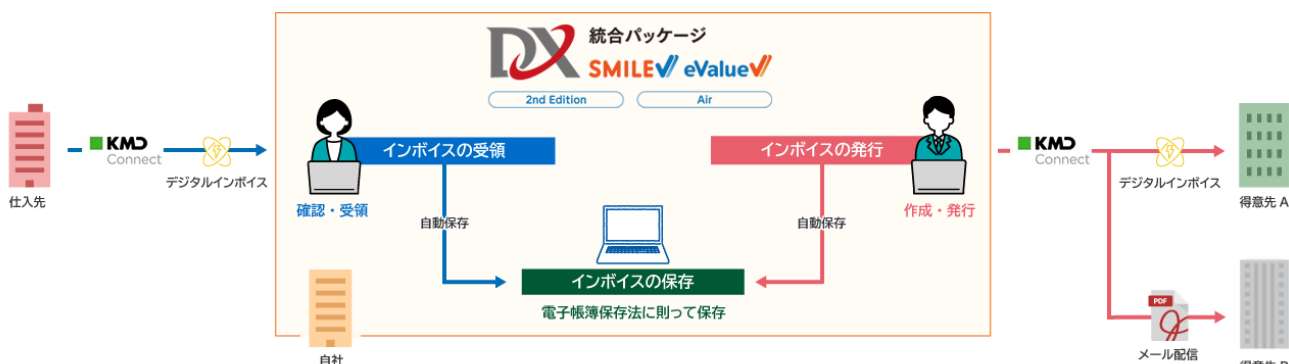 DX 統合パッケージ
SMILE V eValue V
2nd Edition
Air
仕入先
KMD
Connect
デジタルインボイス
インボイスの受領
確認・受領
自動保存
インボイスの発行
作成・発行
自動保存
インボイスの保存
電子帳簿保存法に則って保存
自社
KMD
Connect
デジタルインボイス
得意先 A
PDF
メール配信
得意先 B